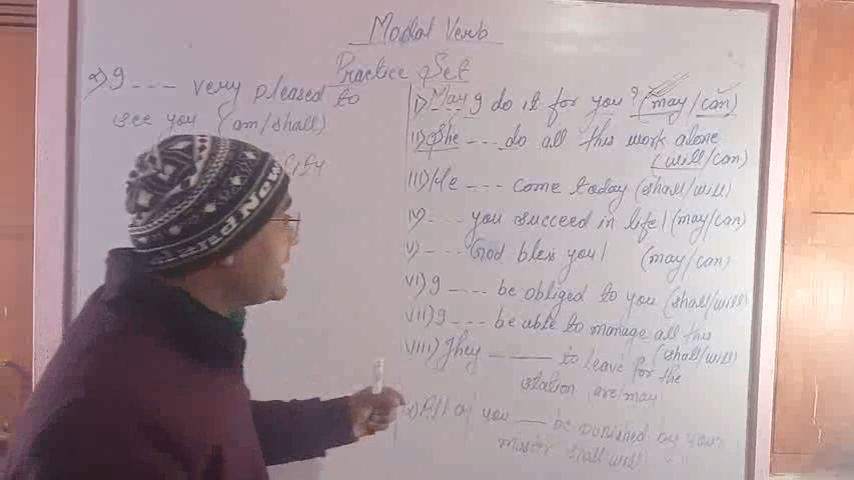 Modal Verb
Practice Set
x) I --- very pleased to
see you (am/shall)
i) May I do it for you? (may/can)
ii) She --- do all this work alone
(will/can)
iii) He --- come today (shall/will)
iv) --- you succeed in life! (may/can)
v) --- God bless you! (may/can)
vi) I --- be obliged to you (shall/will)
vii) I --- be able to manage all this
(shall/will)
viii) They ___ to leave for the
station are/may
All of you ___ be punished by your
master shall/will